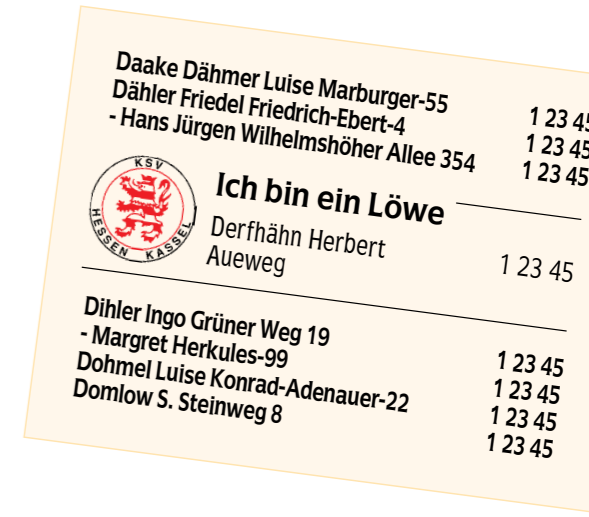 Daake Dähmer Luise Marburger-55 1 23 45
Dähler Friedel Friedrich-Ebert-4 1 23 45
- Hans Jürgen Wilhelmshöher Allee 354 1 23 45
KSV
HESSEN KASSEL
Ich bin ein Löwe
Derfhähn Herbert
Aueweg 1 23 45
Dihler Ingo Grüner Weg 19 1 23 45
- Margret Herkules-99 1 23 45
Dohmel Luise Konrad-Adenauer-22 1 23 45
Domlow S. Steinweg 8 1 23 45